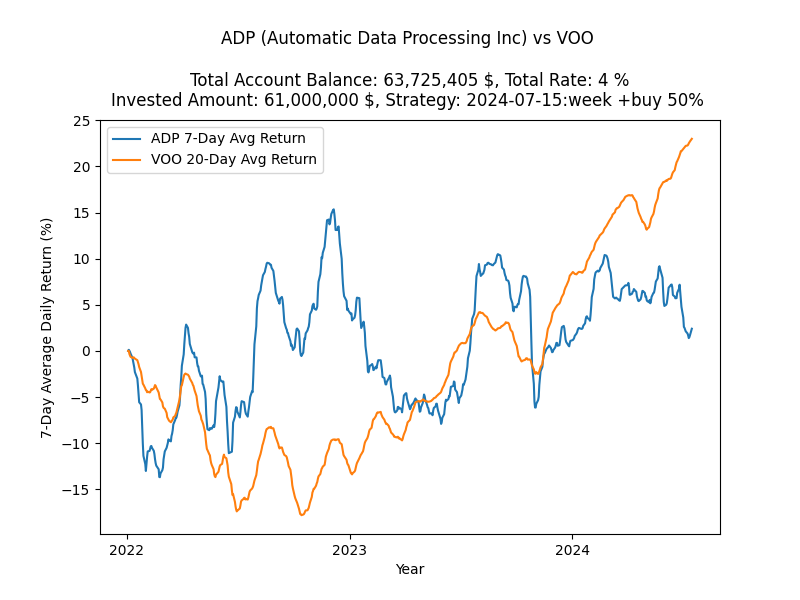 ADP (Automatic Data Processing Inc) vs VOO
Total Account Balance: 63,725,405 $, Total Rate: 4 %
Invested Amount: 61,000,000 $, Strategy: 2024-07-15:week +buy 50%
ADP 7-Day Avg Return
VOO 20-Day Avg Return
7-Day Average Daily Return (%)
25
20
15
10
5
0
−5
−10
−15
2022
2023
2024
Year